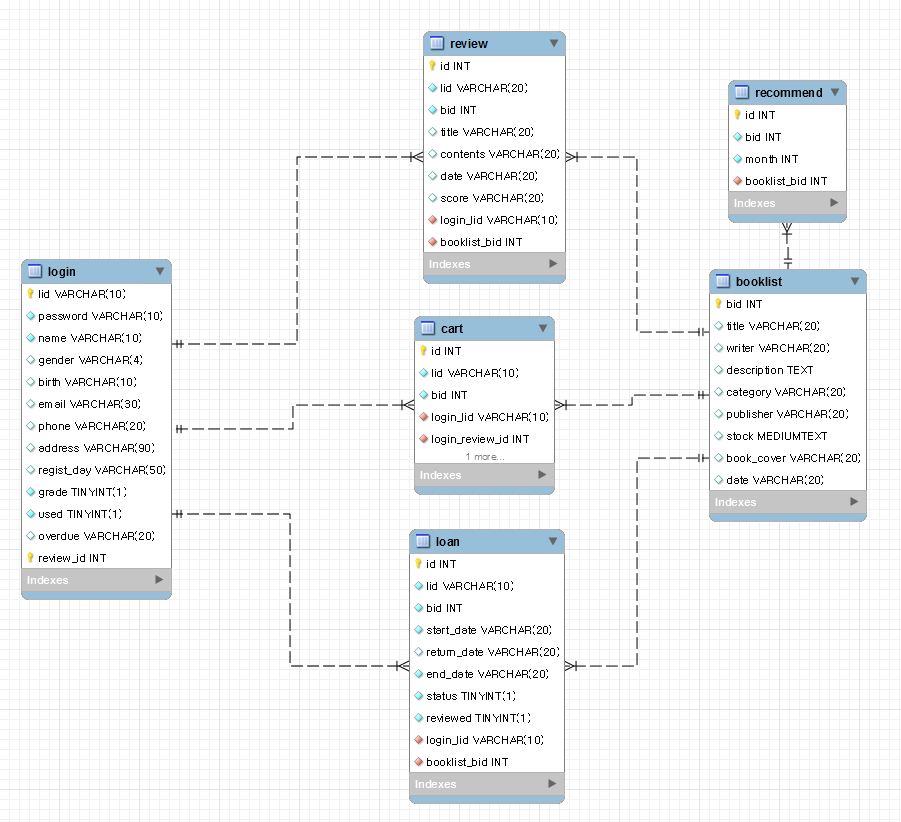 review
id INT
lid VARCHAR(20)
bid INT
title VARCHAR(20)
contents VARCHAR(20)
date VARCHAR(20)
score VARCHAR(20)
login_lid VARCHAR(10)
booklist_bid INT
Indexes
recommend
id INT
bid INT
month INT
booklist_bid INT
Indexes
login
lid VARCHAR(10)
password VARCHAR(10)
name VARCHAR(10)
gender VARCHAR(4)
birth VARCHAR(10)
email VARCHAR(30)
phone VARCHAR(20)
address VARCHAR(90)
regist_day VARCHAR(50)
grade TINYINT(1)
used TINYINT(1)
overdue VARCHAR(20)
review_id INT
Indexes
cart
id INT
lid VARCHAR(10)
bid INT
login_lid VARCHAR(10)
login_review_id INT
1 more...
Indexes
booklist
bid INT
title VARCHAR(20)
writer VARCHAR(20)
description TEXT
category VARCHAR(20)
publisher VARCHAR(20)
stock MEDIUMTEXT
book_cover VARCHAR(20)
date VARCHAR(20)
Indexes
loan
id INT
lid VARCHAR(10)
bid INT
start_date VARCHAR(20)
return_date VARCHAR(20)
end_date VARCHAR(20)
status TINYINT(1)
reviewed TINYINT(1)
login_lid VARCHAR(10)
booklist_bid INT
Indexes